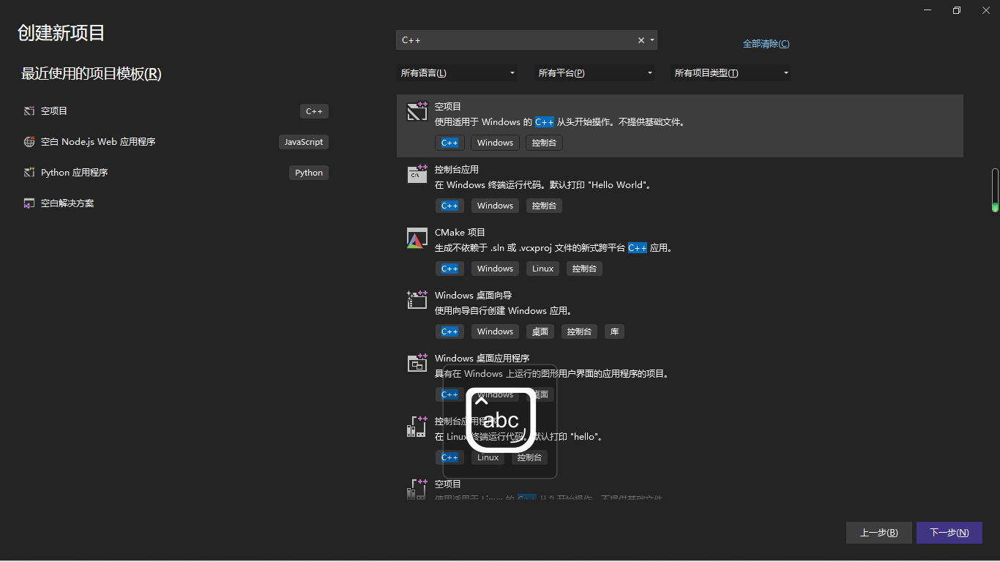 创建新项目
最近使用的项目模板(R)
空项目 C++
空白 Node.js Web 应用程序 JavaScript
Python 应用程序 Python
空白解决方案
C++
全部清除(C)
所有语言(L) 所有平台(P) 所有项目类型(T)
空项目
使用适用于 Windows 的 C++ 从头开始操作。不提供基础文件。
C++ Windows 控制台
控制台应用
在 Windows 终端运行代码。默认打印 "Hello World"。
C++ Windows 控制台
CMake 项目
生成不依赖于 .sln 或 .vcxproj 文件的新式跨平台 C++ 应用。
C++ Windows Linux 控制台
Windows 桌面向导
使用向导自行创建 Windows 应用。
C++ Windows 桌面 控制台 库
Windows 桌面应用程序
具有在 Windows 上运行的图形用户界面的应用程序的项目。
C++ Windows 桌面
abc
控制台应用程序
在 Linux 终端运行代码。默认打印 "hello"。
C++ Linux 控制台
空项目
使用适用于 Linux 的 C++ 从头开始操作。不提供基础文件
上一步(B) 下一步(N)